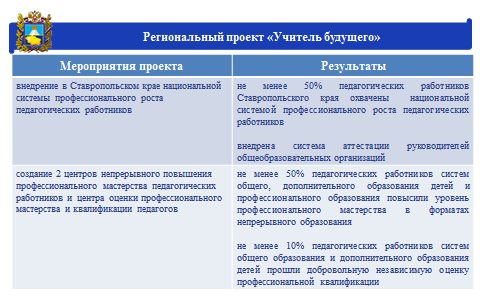 Региональный проект «Учитель будущего»
Мероприятия проекта
Результаты
внедрение в Ставропольском крае национальной
системы профессионального роста
педагогических работников
не менее 50% педагогических работников
Ставропольского края охвачены национальной
системой профессионального роста педагогических
работников
внедрена система аттестации руководителей
общеобразовательных организаций
создание 2 центров непрерывного повышения
профессионального мастерства педагогических
работников и центра оценки профессионального
мастерства и квалификации педагогов
не менее 50% педагогических работников систем
общего, дополнительного образования детей и
профессионального образования повысили уровень
профессионального мастерства в форматах
непрерывного образования
не менее 10% педагогических работников систем
общего образования и дополнительного образования
детей прошли добровольную независимую оценку
профессиональной квалификации